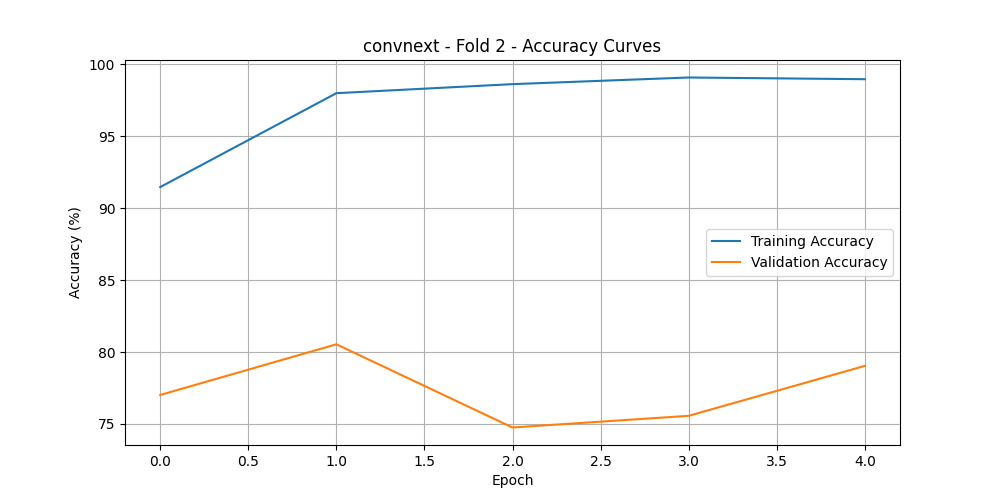 convnext - Fold 2 - Accuracy Curves
100
95
90
85
80
75
Accuracy (%)
Training Accuracy
Validation Accuracy
0.0 0.5 1.0 1.5 2.0 2.5 3.0 3.5 4.0
Epoch